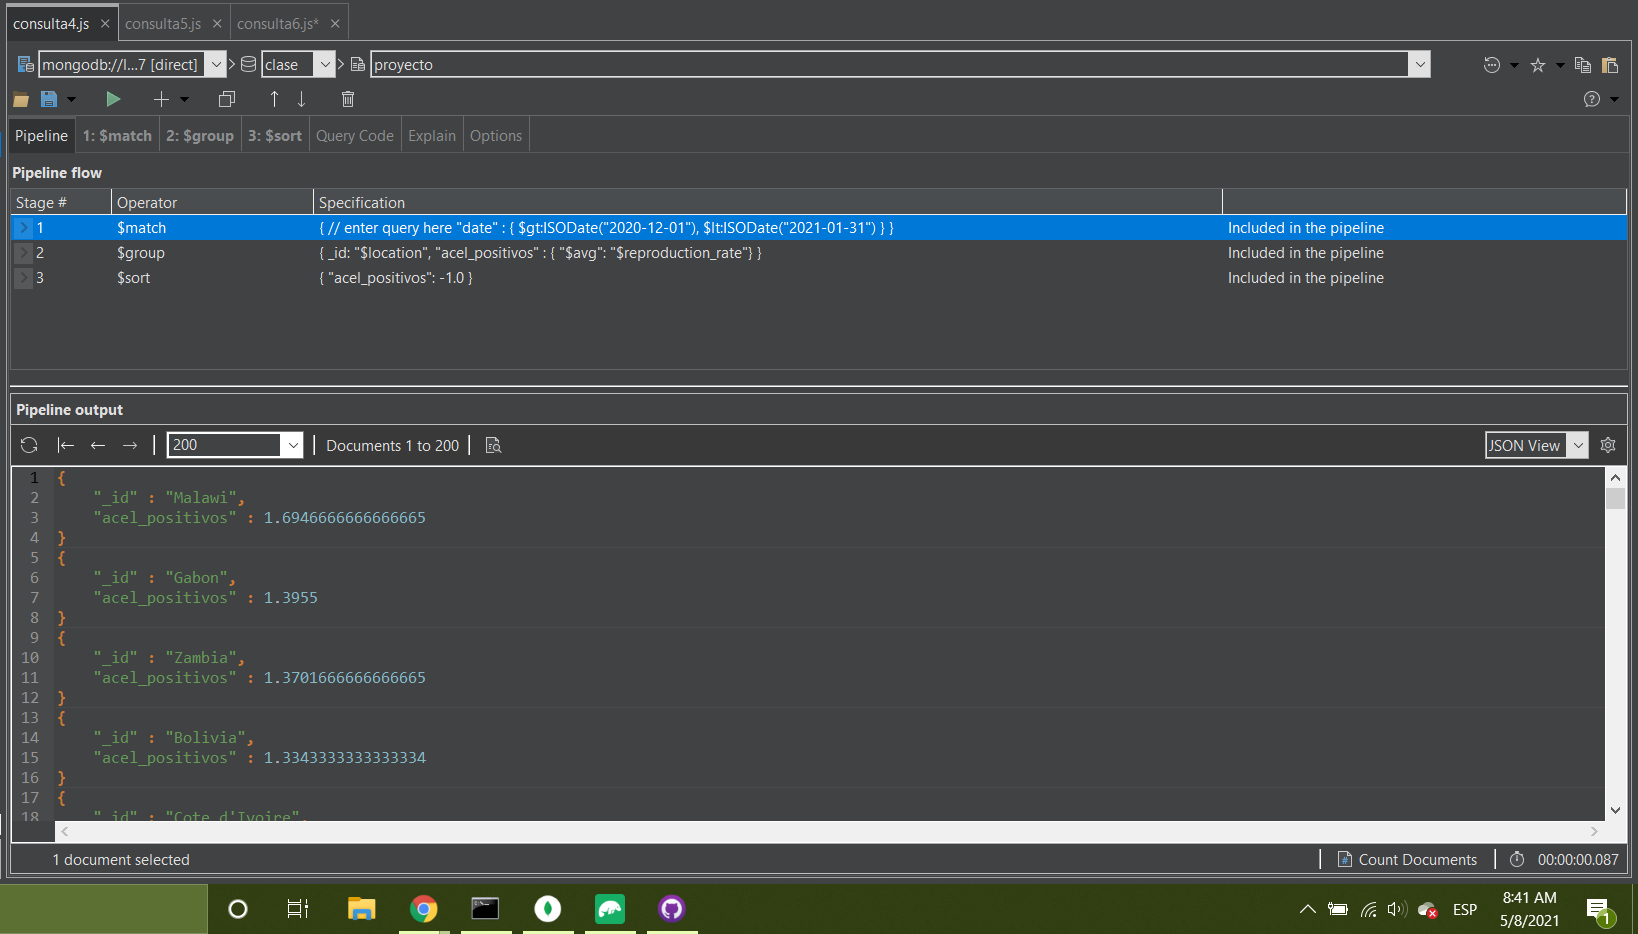 consulta4.js × consulta5.js × consulta6.js* ×
mongodb://l...7 [direct] clase proyecto
Pipeline 1: $match 2: $group 3: $sort Query Code Explain Options
Pipeline flow
Stage # Operator Specification
1 $match { // enter query here "date" : { $gt:ISODate("2020-12-01"), $lt:ISODate("2021-01-31") } } Included in the pipeline
2 $group { _id: "$location", "acel_positivos" : { "$avg": "$reproduction_rate"} } Included in the pipeline
3 $sort { "acel_positivos": -1.0 } Included in the pipeline
Pipeline output
200 Documents 1 to 200 JSON View
1 {
2 "_id" : "Malawi",
3 "acel_positivos" : 1.6946666666666665
4 }
5 {
6 "_id" : "Gabon",
7 "acel_positivos" : 1.3955
8 }
9 {
10 "_id" : "Zambia",
11 "acel_positivos" : 1.3701666666666665
12 }
13 {
14 "_id" : "Bolivia",
15 "acel_positivos" : 1.3343333333333334
16 }
17 {
18 "_id" : "Cote d'Ivoire",
1 document selected Count Documents 00:00:00.087
ESP 8:41 AM
5/8/2021 1